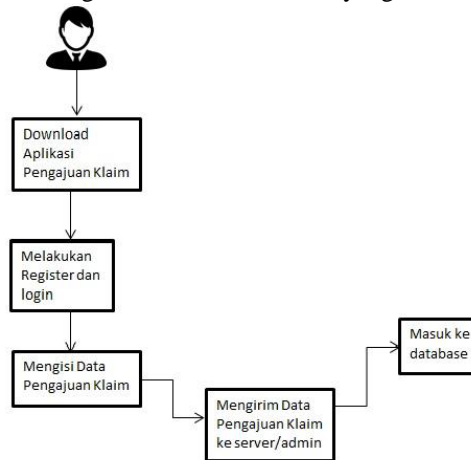 Download
Aplikasi
Pengajuan Klaim
Melakukan
Register dan
login
Mengisi Data
Pengajuan Klaim
Mengirim Data
Pengajuan Klaim
ke server/admin
Masuk ke
database